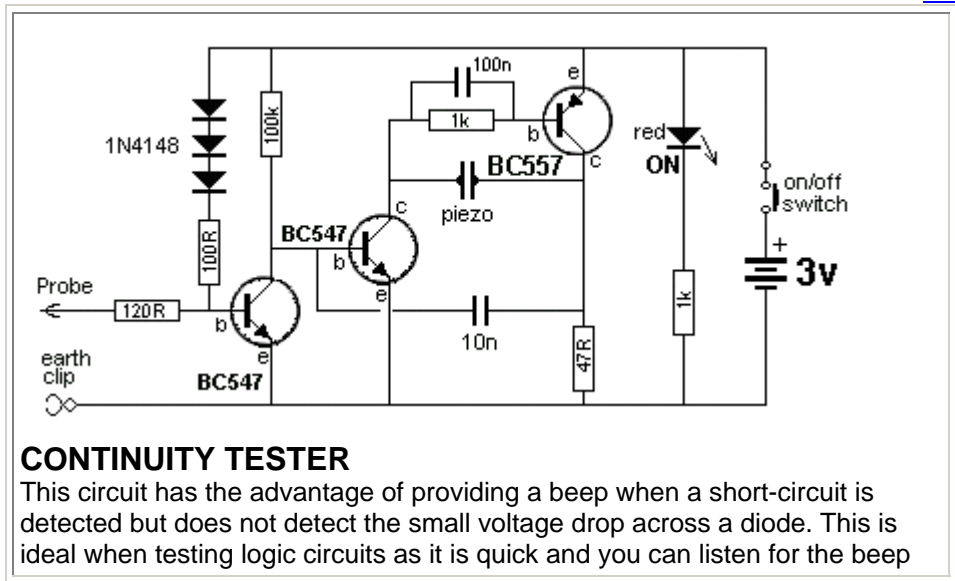 100n
e
1N4148
100k
1k
b
red
ON
BC557
c
on/off
switch
piezo
c
BC547
b
100R
e
+
3v
Probe
120R
b
10n
1k
47R
e
earth
clip
BC547
CONTINUITY TESTER
This circuit has the advantage of providing a beep when a short-circuit is
detected but does not detect the small voltage drop across a diode. This is
ideal when testing logic circuits as it is quick and you can listen for the beep